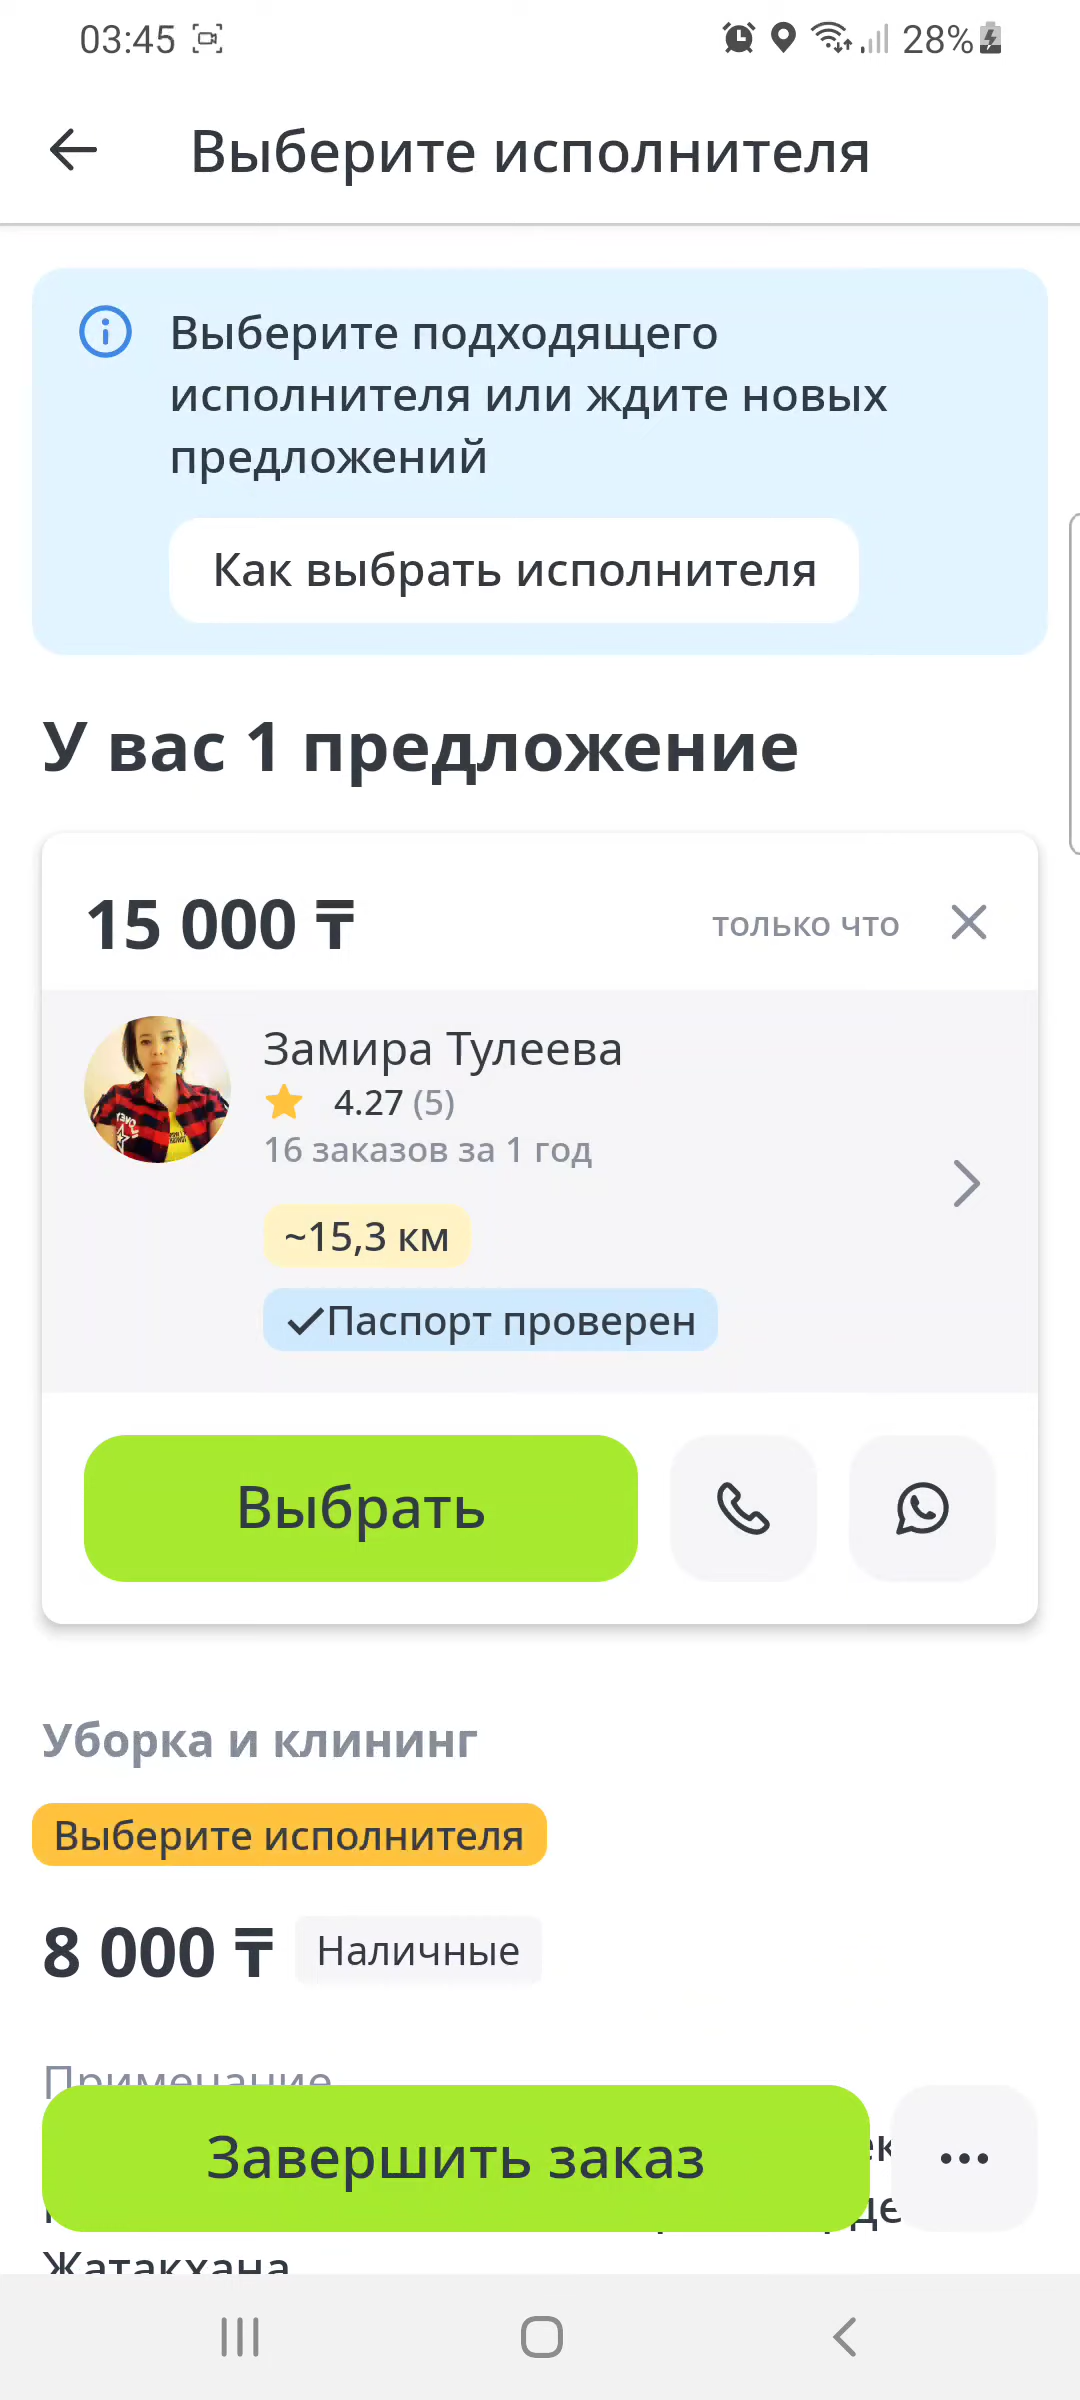 03:45
28%
Выберите исполнителя
Выберите подходящего
исполнителя или ждите новых
предложений
Как выбрать исполнителя
У вас 1 предложение
15 000 ₸
только что
Замира Тулеева
4.27 (5)
16 заказов за 1 год
~15,3 км
Паспорт проверен
Выбрать
Уборка и клининг
Выберите исполнителя
8 000 ₸
Наличные
Примечание
Завершить заказ
Жатакхана